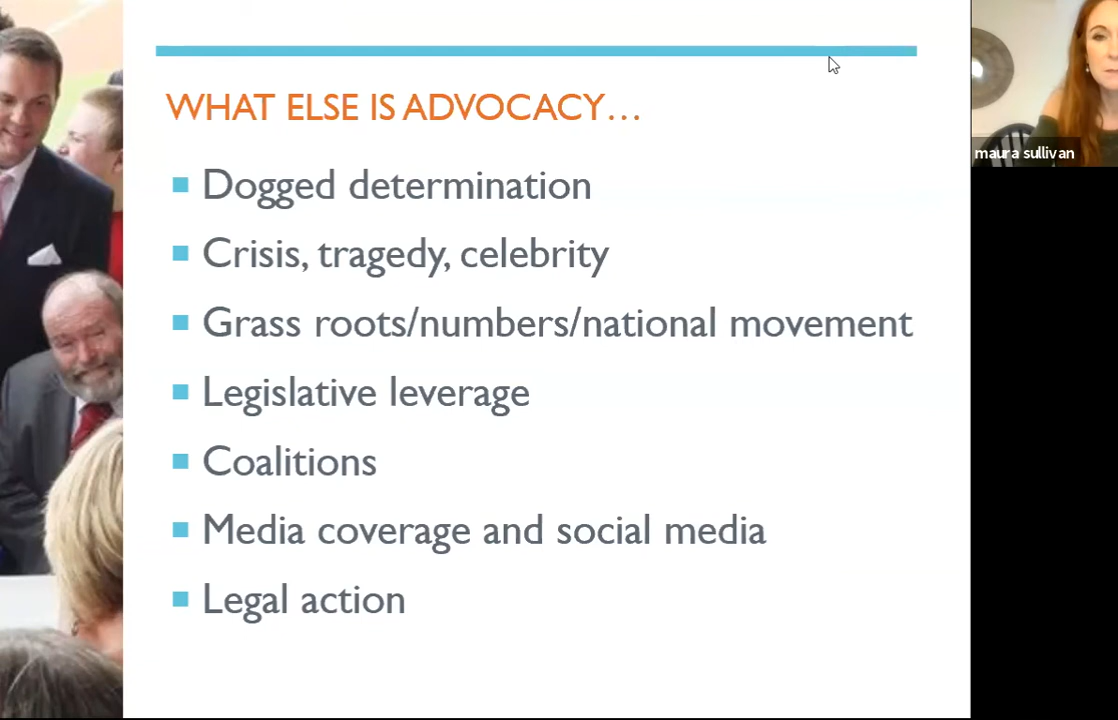 WHAT ELSE IS ADVOCACY…
Dogged determination
Crisis, tragedy, celebrity
Grass roots/numbers/national movement
Legislative leverage
Coalitions
Media coverage and social media
Legal action
maura sullivan